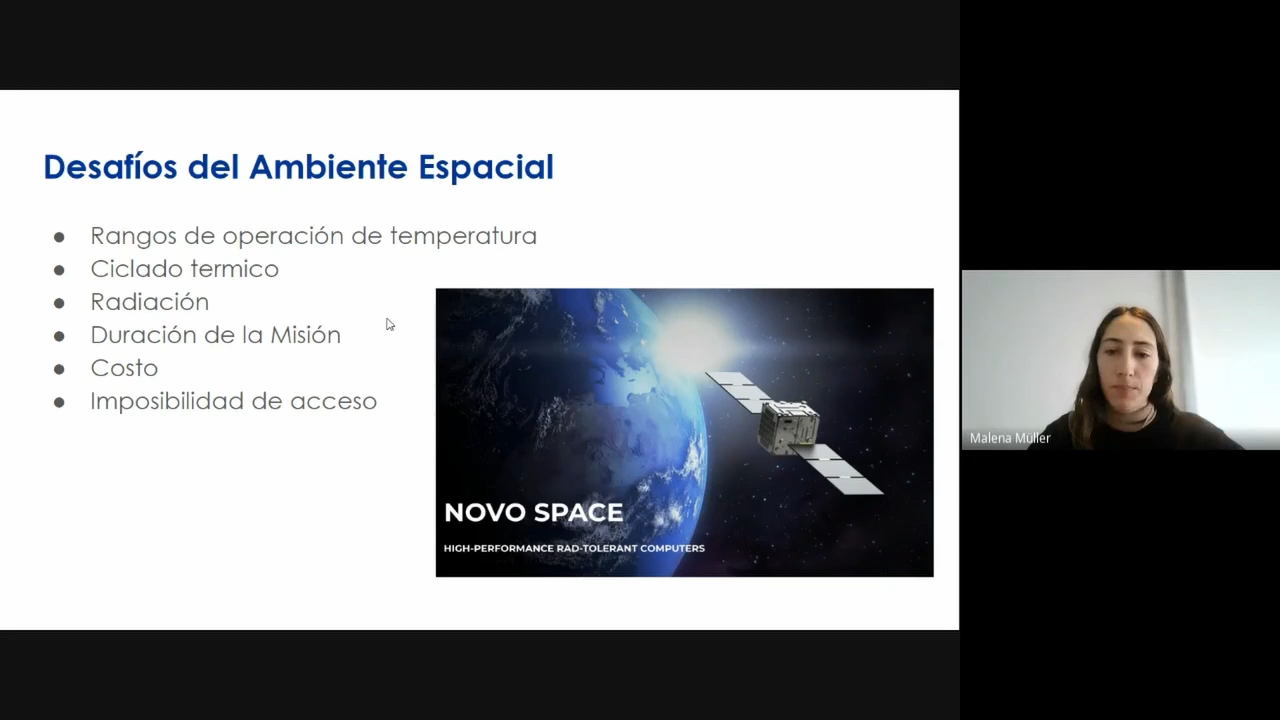 Desafíos del Ambiente Espacial
● Rangos de operación de temperatura
● Ciclado termico
● Radiación
● Duración de la Misión
● Costo
● Imposibilidad de acceso
NOVO SPACE
HIGH-PERFORMANCE RAD-TOLERANT COMPUTERS
Malena Müller